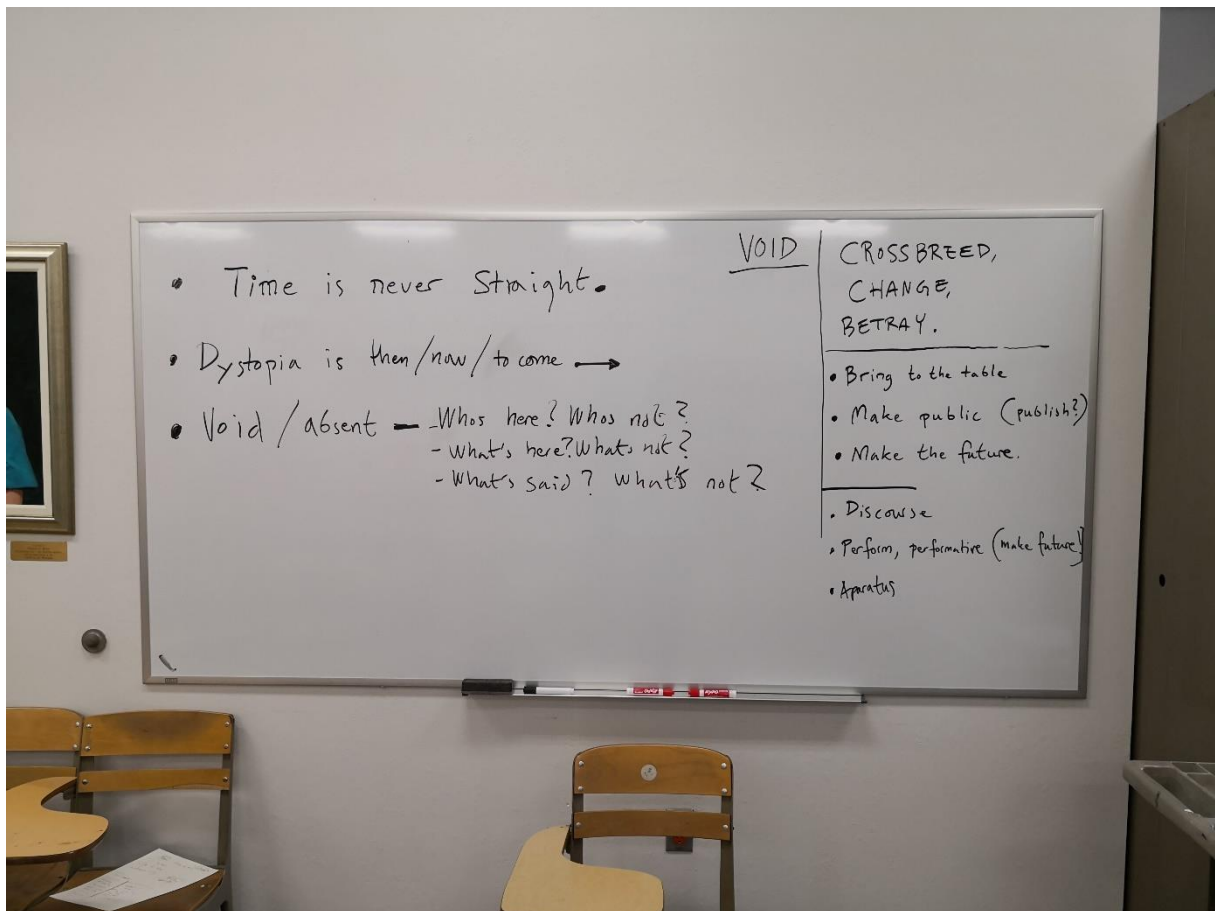 • Time is never Straight.
• Dystopia is then/now/to come →
• Void/absent - - Whos here? Whos not?
- What's here? Whats not?
- What's said? What's not?
VOID
CROSSBREED,
CHANGE,
BETRAY.
• Bring to the table
• Make public (publish?)
• Make the future.
• Discourse
• Perform, performative (make future)
• Aparatus